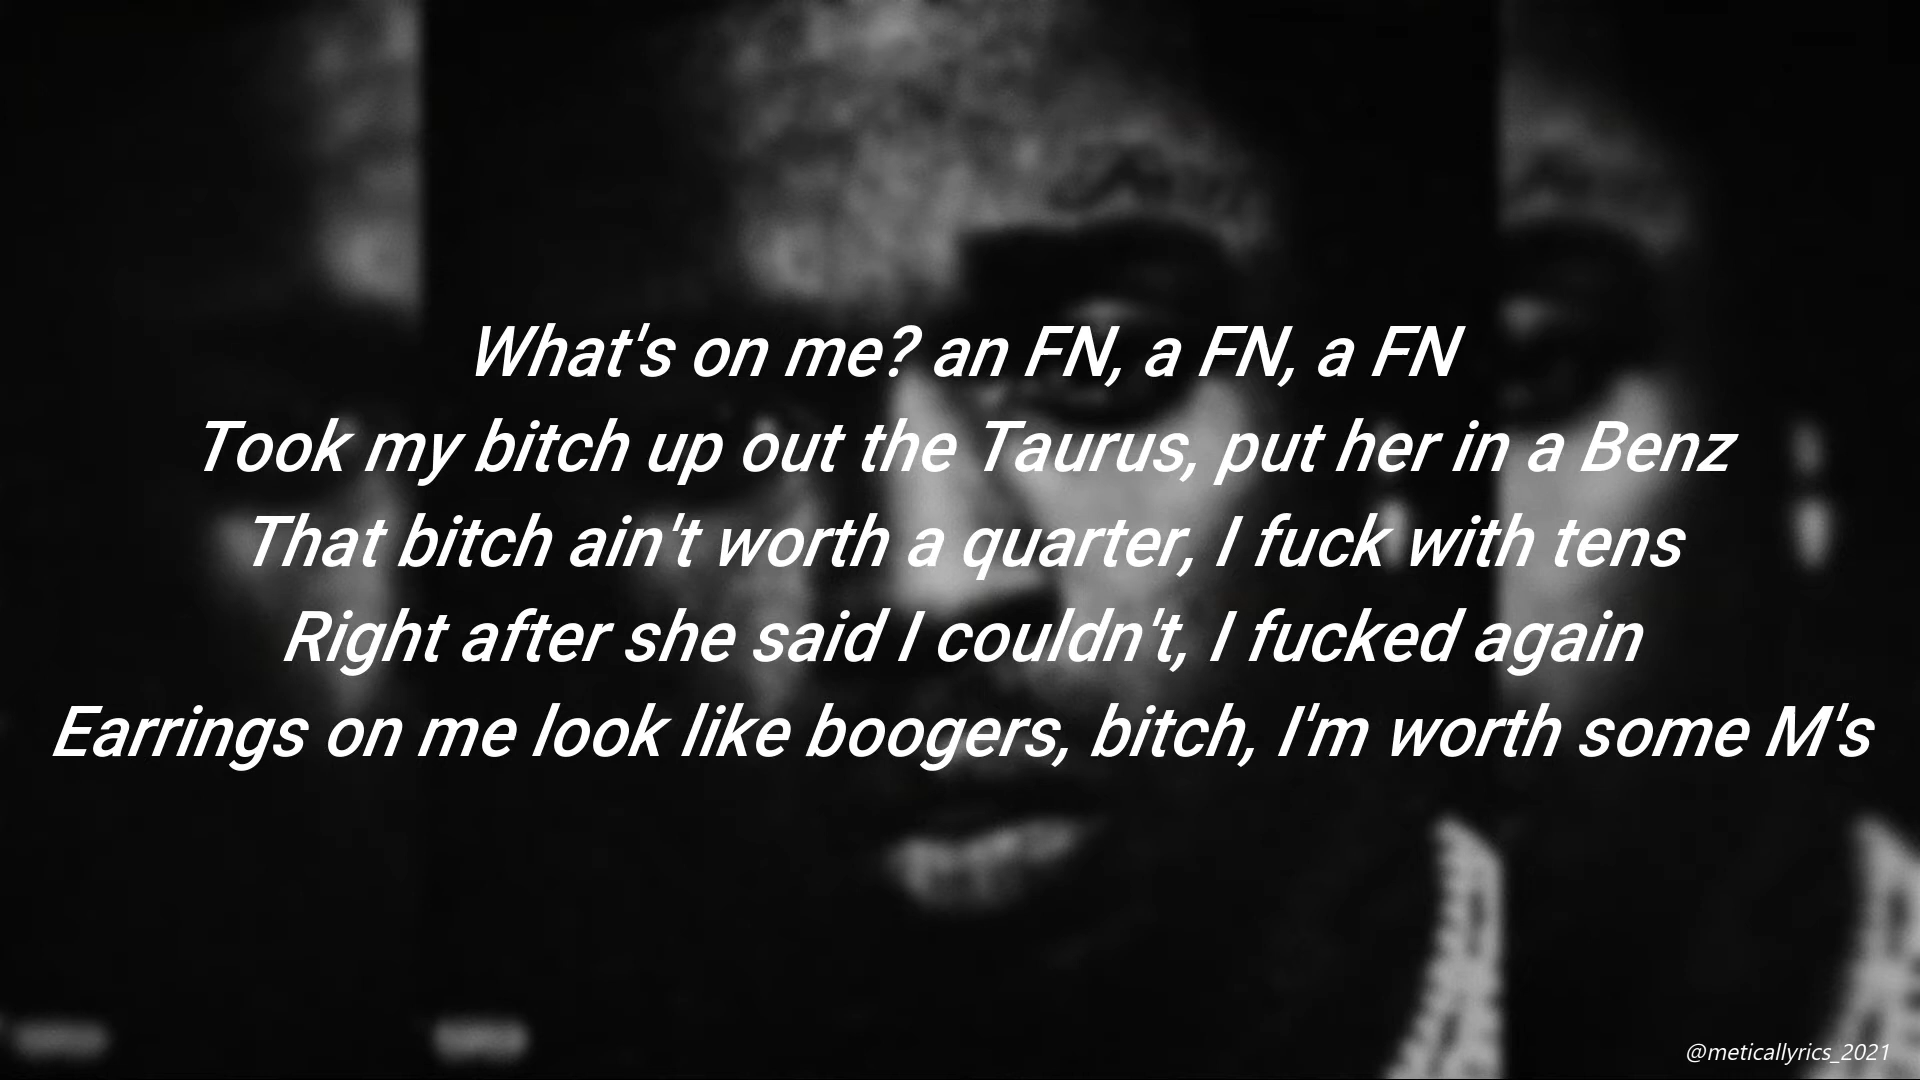 What's on me? an FN, a FN, a FN
Took my bitch up out the Taurus, put her in a Benz
That bitch ain't worth a quarter, I fuck with tens
Right after she said I couldn't, I fucked again
Earrings on me look like boogers, bitch, I'm worth some M's
@meticallyrics_2021